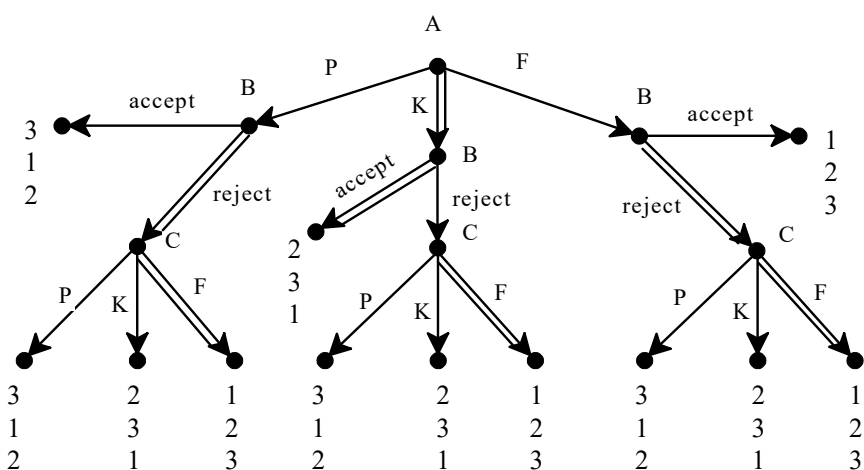 A
P
F
B
K
B
accept
accept
3
1
2
B
accept
1
2
3
reject
reject
reject
C
2
3
1
C
C
P
K
F
P
K
F
P
K
F
3 2 1 3 2 1 3 2 1
1 3 2 1 3 2 1 3 2
2 1 3 2 1 3 2 1 3